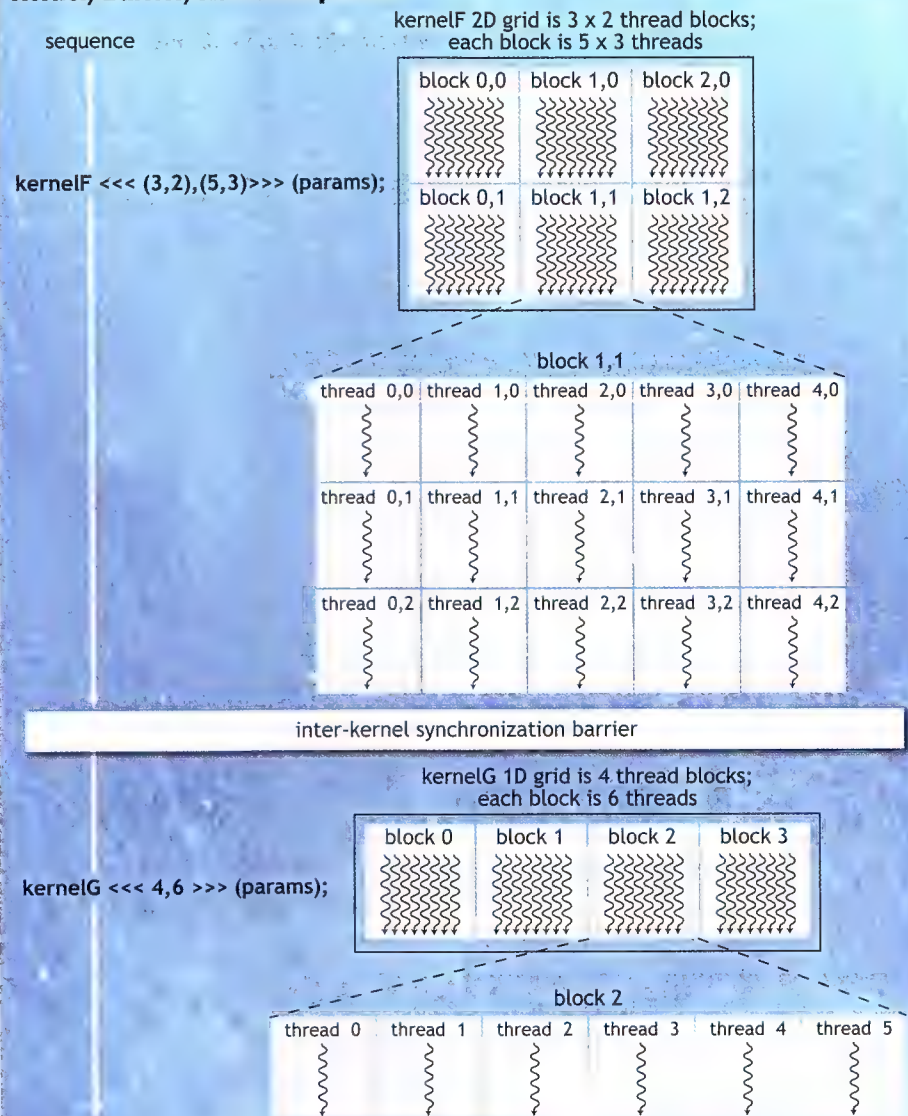 kernelF 2D grid is 3 x 2 thread blocks;
sequence
each block is 5 x 3 threads
block 0,0 block 1,0 block 2,0
kernelF <<< (3,2),(5,3)>>> (params);
block 0,1 block 1,1 block 1,2
block 1,1
thread 0,0 thread 1,0 thread 2,0 thread 3,0 thread 4,0
thread 0,1 thread 1,1 thread 2,1 thread 3,1 thread 4,1
thread 0,2 thread 1,2 thread 2,2 thread 3,2 thread 4,2
inter-kernel synchronization barrier
kernelG 1D grid is 4 thread blocks;
each block is 6 threads
block 0 block 1 block 2 block 3
kernelG <<< 4,6 >>> (params);
block 2
thread 0 thread 1 thread 2 thread 3 thread 4 thread 5